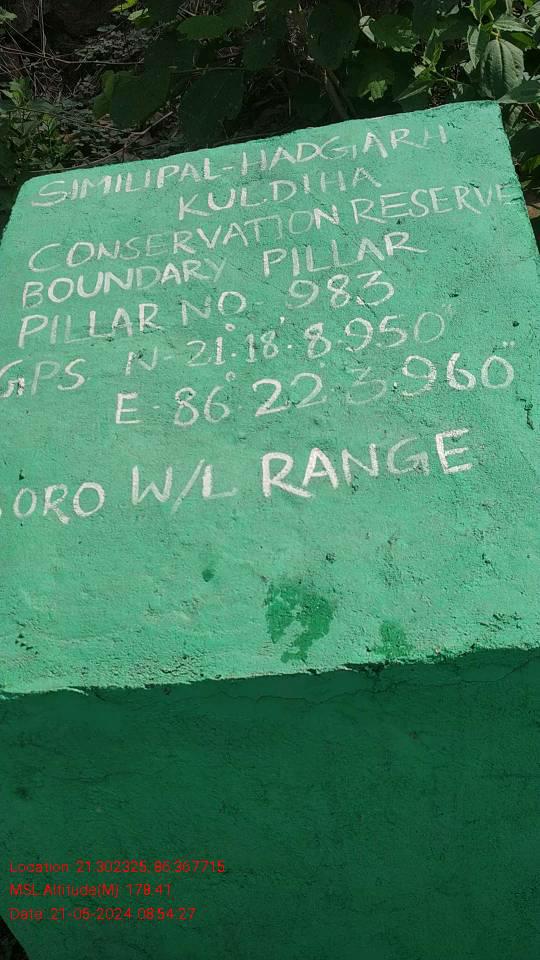 SIMILIPAL-HADGARH
KULDIHA
CONSERVATION RESERVE
BOUNDARY PILLAR
PILLAR NO- 983
GPS N-21°.18'.8.950"
E-86°.22'.3.960"
SORO W/L RANGE
Location: 21.302325, 86.367715
MSL Altitude(M): 179.41
Date: 21-05-2024 08:54:27